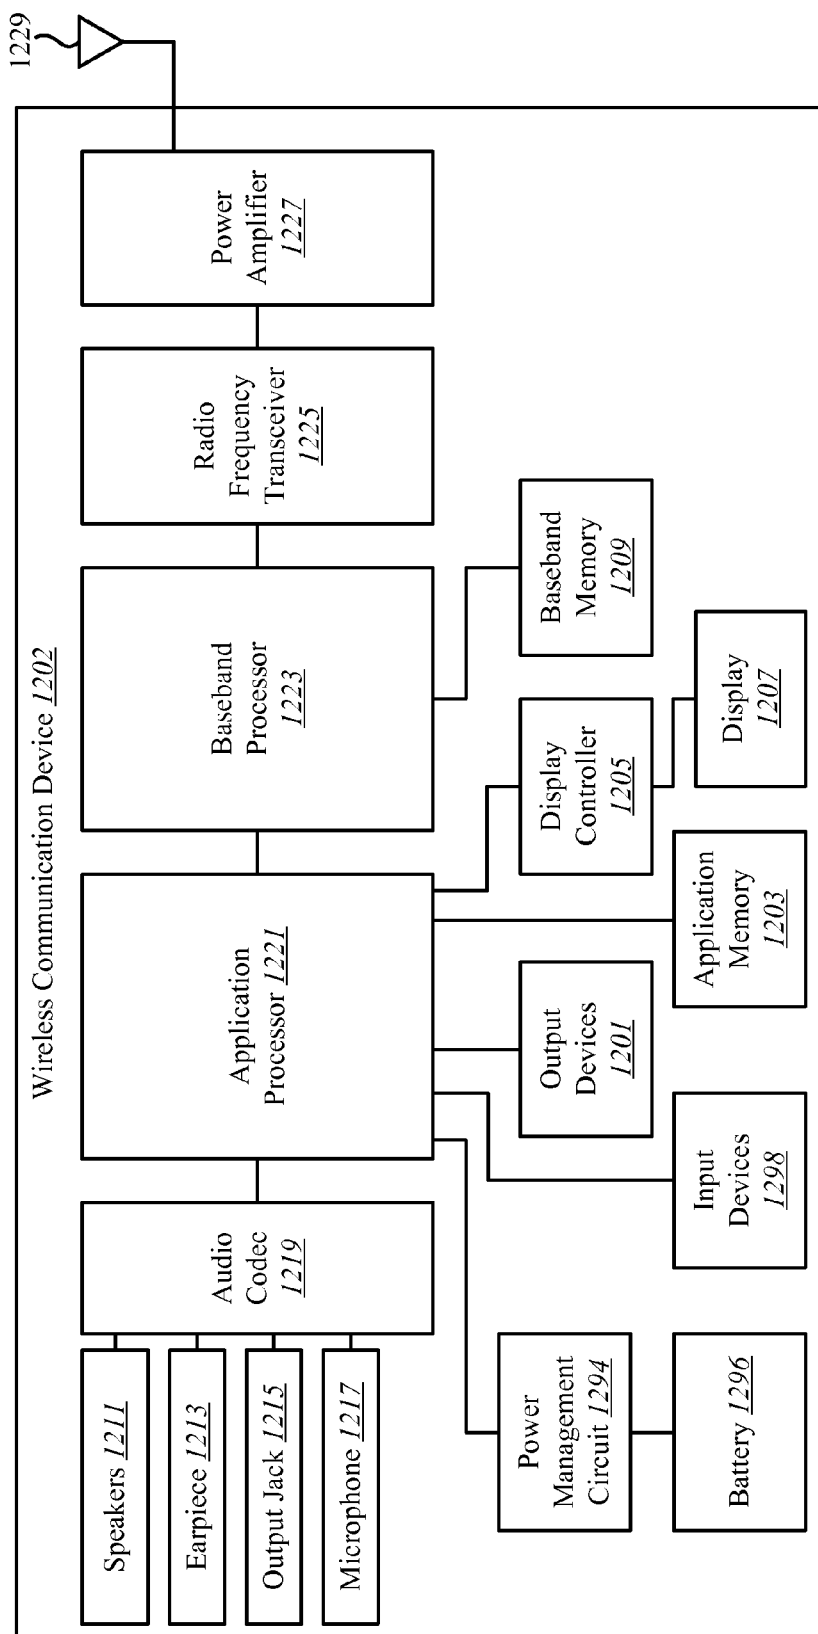 Wireless Communication Device 1202
1229
Speakers 1211
Earpiece 1213
Output Jack 1215
Microphone 1217
Audio
Codec
1219
Application
Processor 1221
Baseband
Processor
1223
Radio
Frequency
Transceiver
1225
Power
Amplifier
1227
Power
Management
Circuit 1294
Battery 1296
Input
Devices
1298
Output
Devices
1201
Application
Memory
1203
Display
Controller
1205
Display
1207
Baseband
Memory
1209